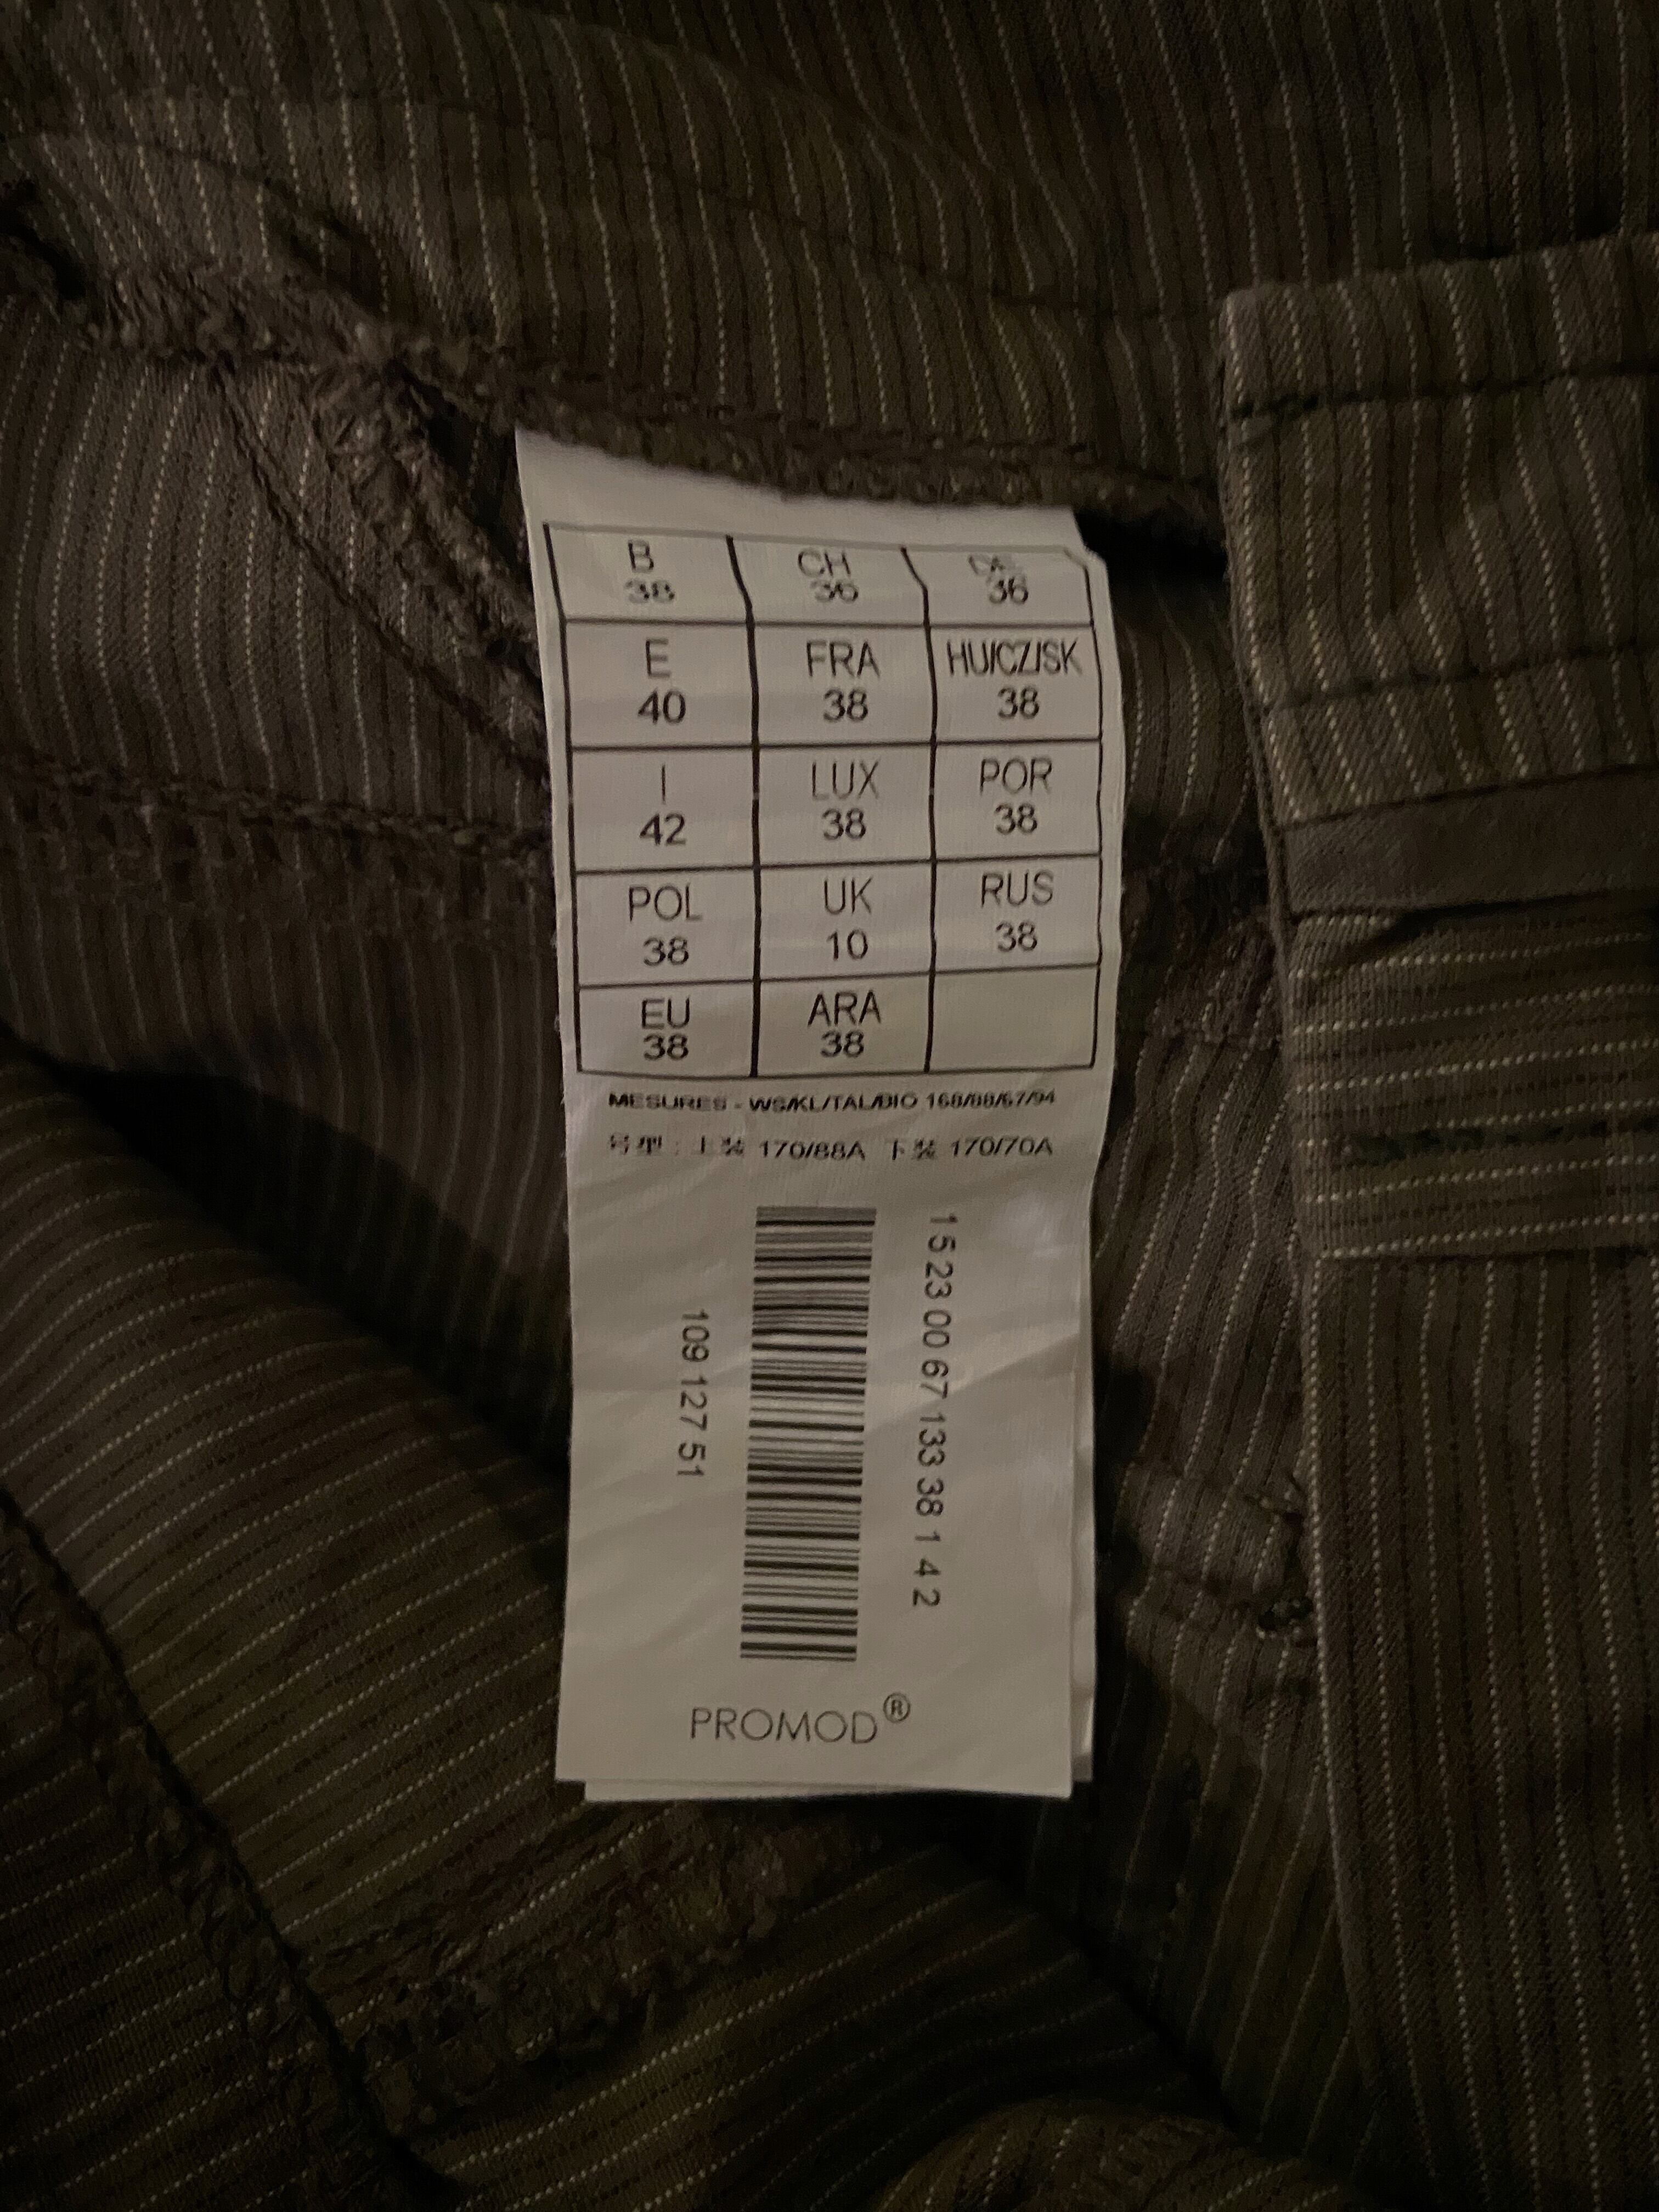 B CH DE
38 36 36
E FRA HU/CZ/SK
40 38 38
I LUX POR
42 38 38
POL UK RUS
38 10 38
EU ARA
38 38
MESURES - WS/KL/TAL/BIO 168/88/67/94
号型 : 上装 170/88A 下装 170/70A
15 23 00 67 133 38 1 4 2
109 127 51
PROMOD®